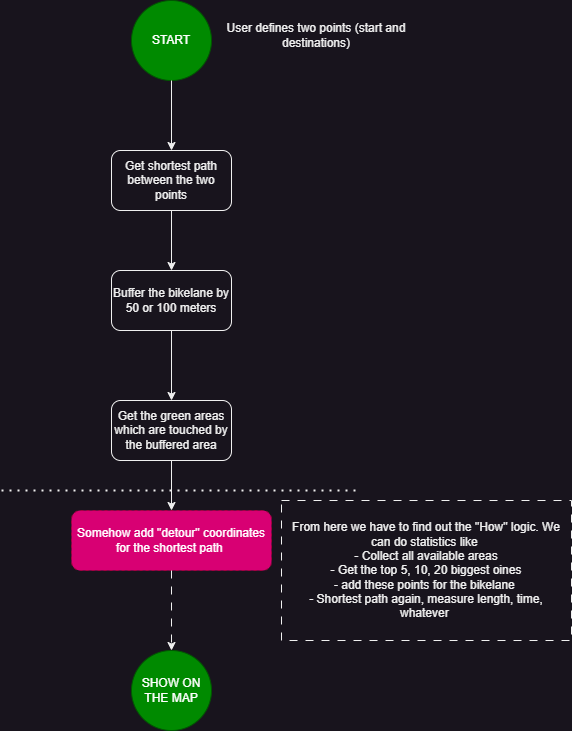 START
User defines two points (start and
destinations)
Get shortest path
between the two
points
Buffer the bikelane by
50 or 100 meters
Get the green areas
which are touched by
the buffered area
Somehow add "detour" coordinates
for the shortest path
From here we have to find out the "How" logic. We
can do statistics like
- Collect all available areas
- Get the top 5, 10, 20 biggest oines
- add these points for the bikelane
- Shortest path again, measure length, time,
whatever
SHOW ON
THE MAP